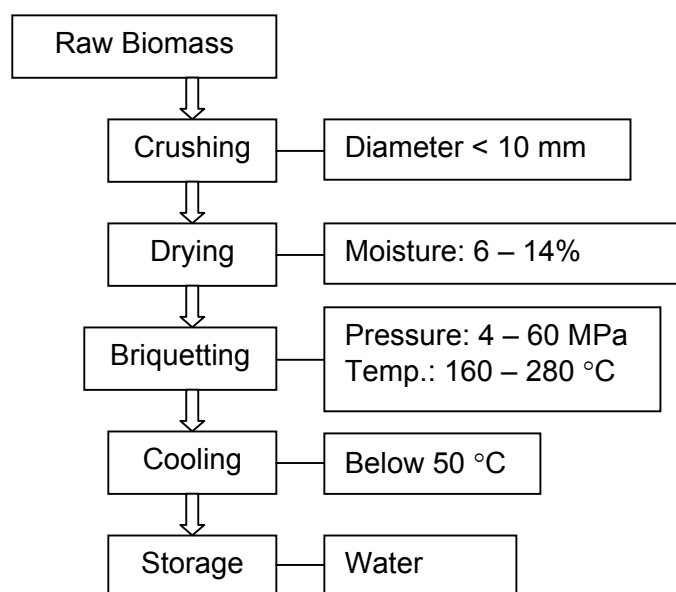 Raw Biomass
Crushing
Diameter < 10 mm
Drying
Moisture: 6 – 14%
Briquetting
Pressure: 4 – 60 MPa
Temp.: 160 – 280 °C
Cooling
Below 50 °C
Storage
Water